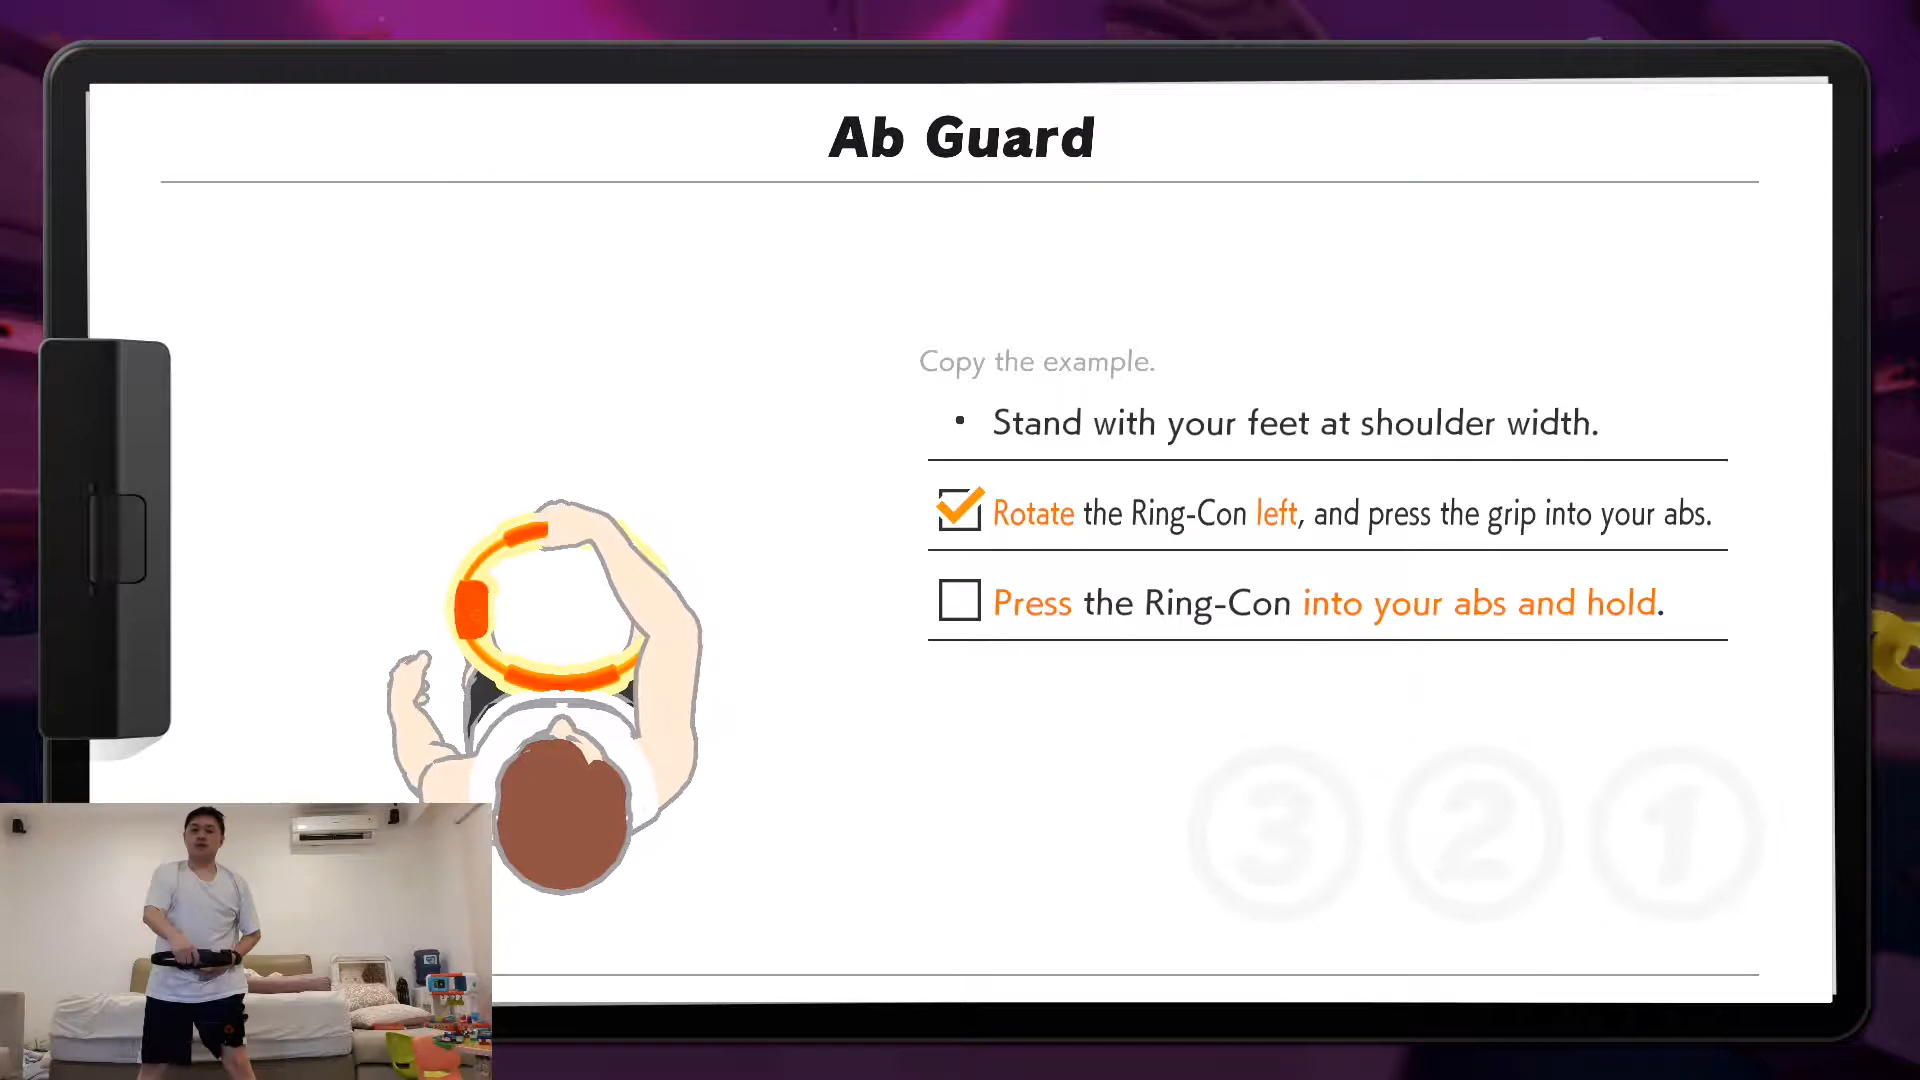 Ab Guard
Copy the example.
• Stand with your feet at shoulder width.
Rotate the Ring-Con left, and press the grip into your abs.
Press the Ring-Con into your abs and hold.
3 2 1